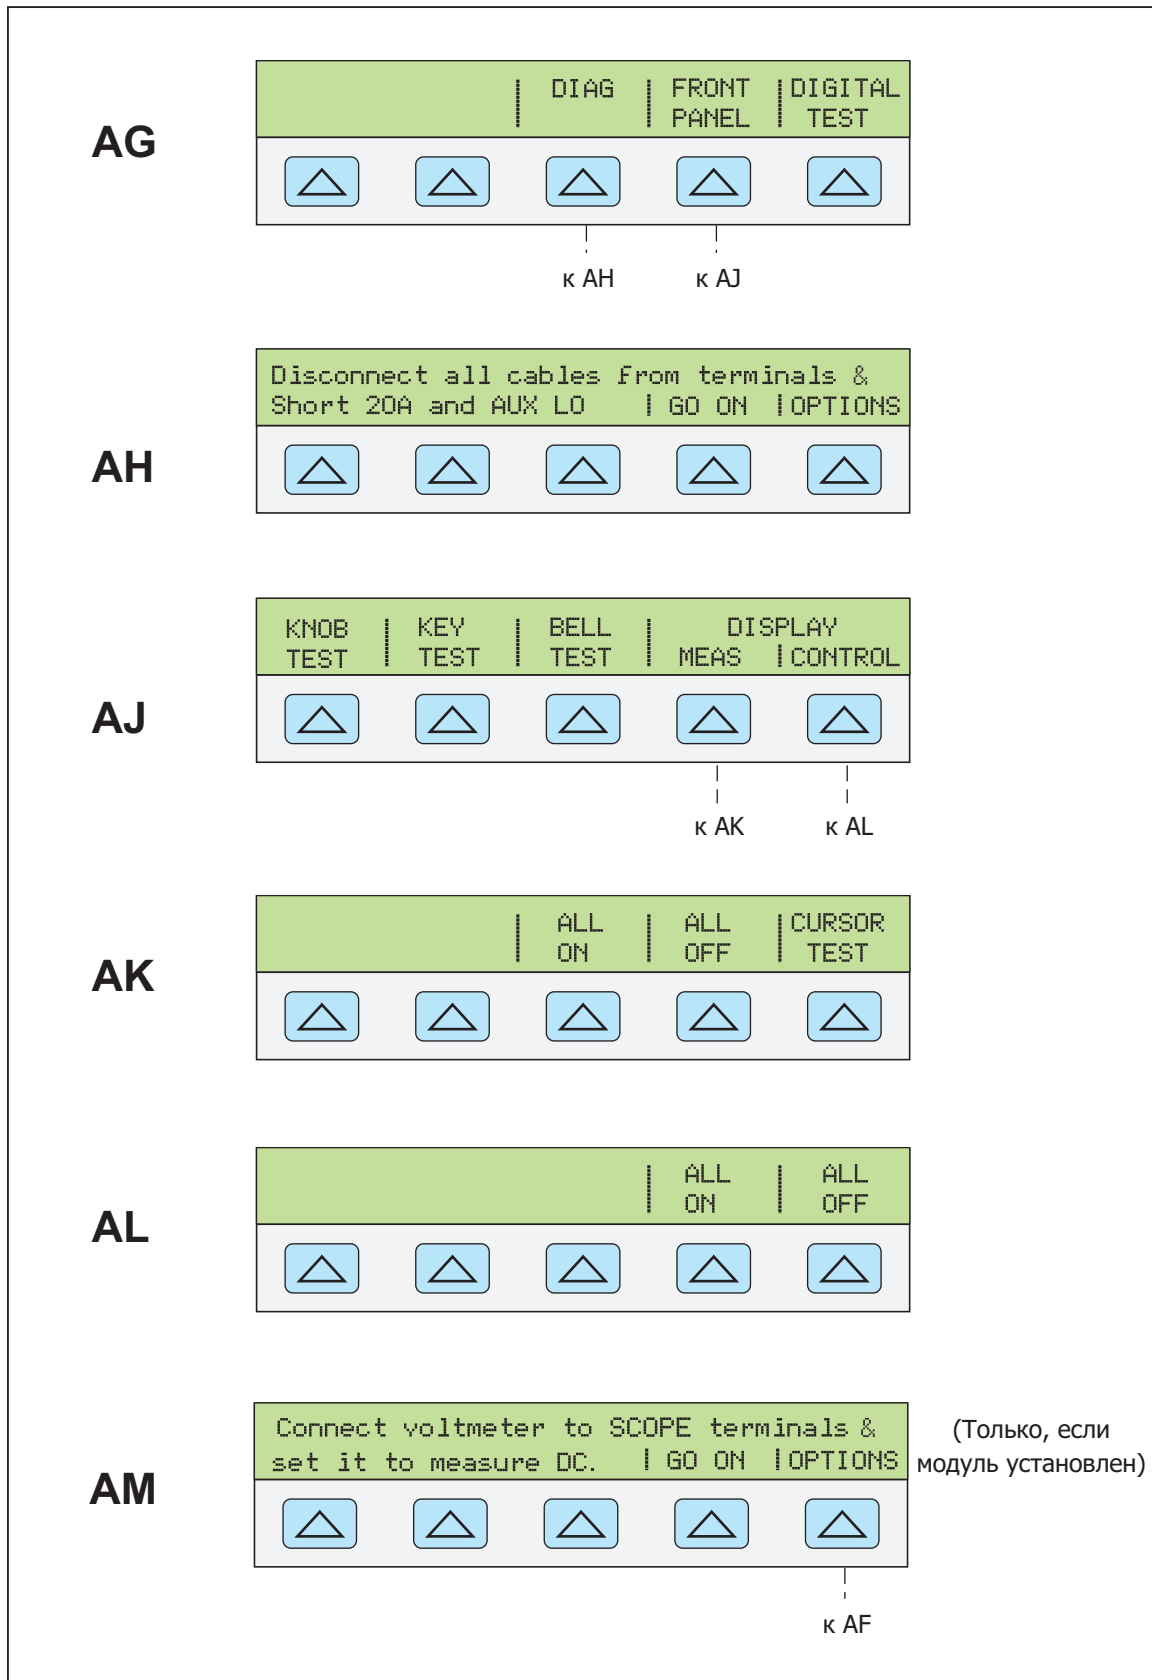 AG
DIAG | FRONT | DIGITAL
PANEL | TEST
к AH к AJ
AH
Disconnect all cables from terminals &
Short 20A and AUX LO | GO ON | OPTIONS
AJ
KNOB | KEY | BELL | DISPLAY
TEST | TEST | TEST | MEAS | CONTROL
к AK к AL
AK
ALL | ALL | CURSOR
ON | OFF | TEST
AL
ALL | ALL
ON | OFF
AM
Connect voltmeter to SCOPE terminals &
set it to measure DC. | GO ON | OPTIONS
(Только, если
модуль установлен)
к AF